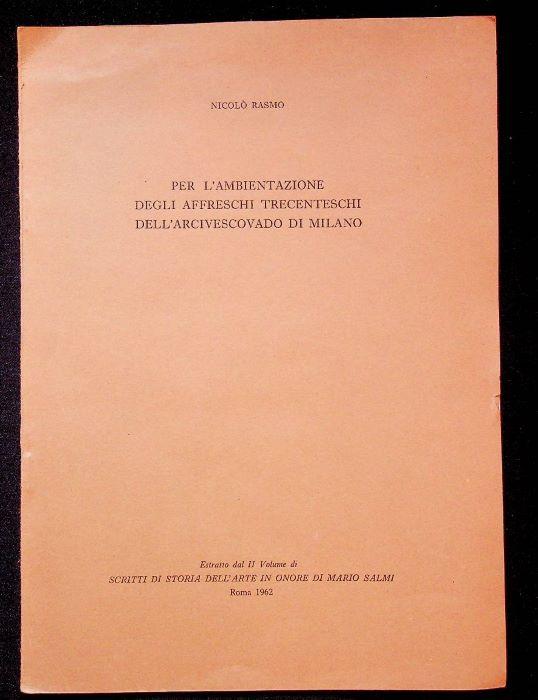 NICOLÒ RASMO
PER L'AMBIENTAZIONE
DEGLI AFFRESCHI TRECENTESCHI
DELL'ARCIVESCOVADO DI MILANO
Estratto dal II Volume di
SCRITTI DI STORIA DELL'ARTE IN ONORE DI MARIO SALMI
Roma 1962